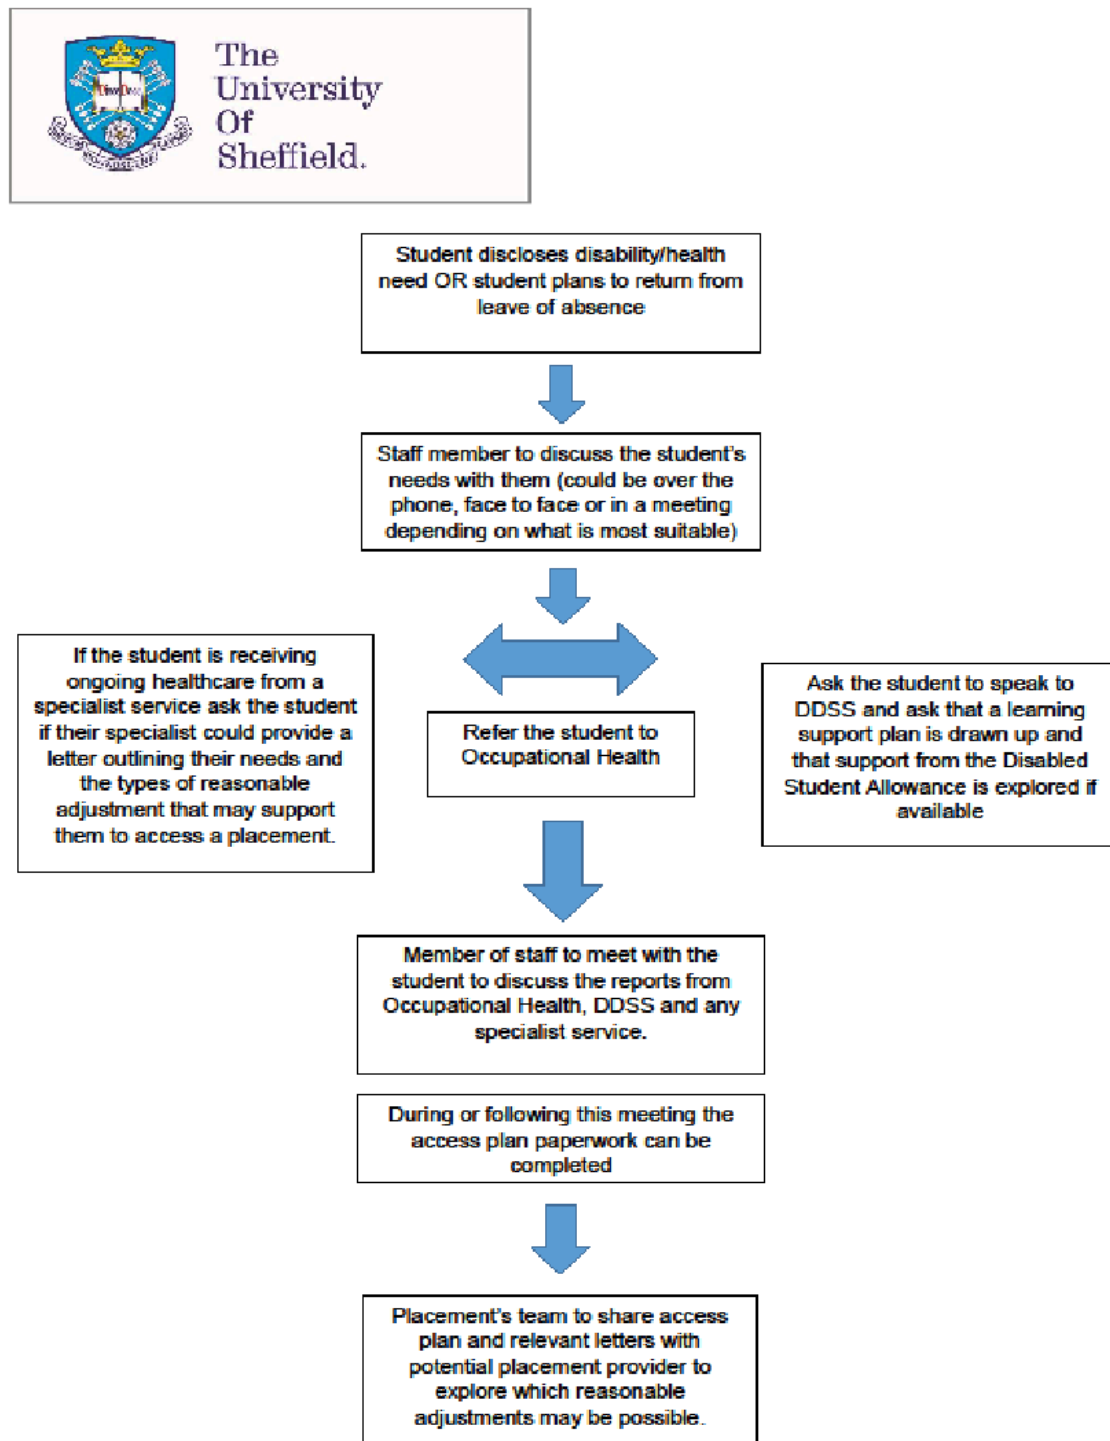 The
University
Of
Sheffield.
Student discloses disability/health
need OR student plans to return from
leave of absence
Staff member to discuss the student's
needs with them (could be over the
phone, face to face or in a meeting
depending on what is most suitable)
If the student is receiving
ongoing healthcare from a
specialist service ask the student
if their specialist could provide a
letter outlining their needs and
the types of reasonable
adjustment that may support
them to access a placement.
Refer the student to
Occupational Health
Ask the student to speak to
DDSS and ask that a learning
support plan is drawn up and
that support from the Disabled
Student Allowance is explored if
available
Member of staff to meet with the
student to discuss the reports from
Occupational Health, DDSS and any
specialist service.
During or following this meeting the
access plan paperwork can be
completed
Placement's team to share access
plan and relevant letters with
potential placement provider to
explore which reasonable
adjustments may be possible.